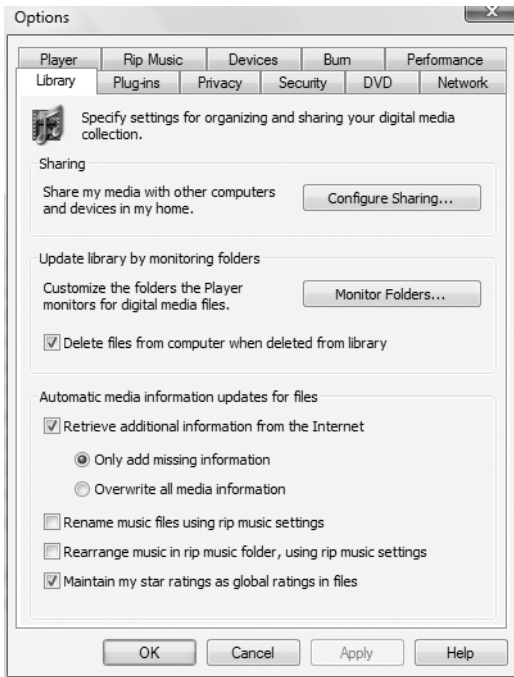 Options
Player Rip Music Devices Burn Performance
Library Plug-ins Privacy Security DVD Network
Specify settings for organizing and sharing your digital media
collection.
Sharing
Share my media with other computers
and devices in my home.
Configure Sharing...
Update library by monitoring folders
Customize the folders the Player
monitors for digital media files.
Monitor Folders...
Delete files from computer when deleted from library
Automatic media information updates for files
Retrieve additional information from the Internet
Only add missing information
Overwrite all media information
Rename music files using rip music settings
Rearrange music in rip music folder, using rip music settings
Maintain my star ratings as global ratings in files
OK Cancel Apply Help